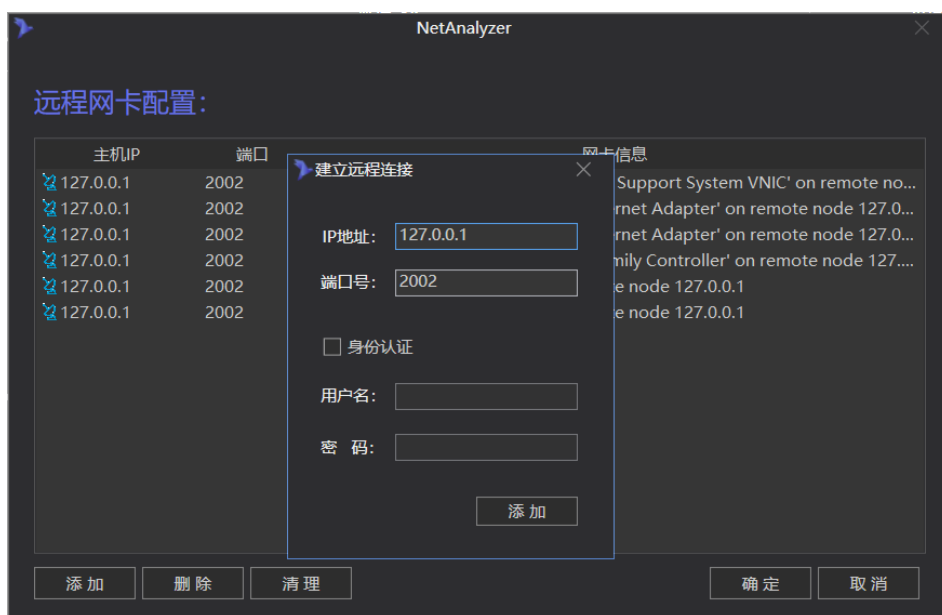 NetAnalyzer
远程网卡配置：
主机IP 端口 网卡信息
127.0.0.1 2002 Support System VNIC' on remote no...
127.0.0.1 2002 rnet Adapter' on remote node 127.0...
127.0.0.1 2002 rnet Adapter' on remote node 127.0...
127.0.0.1 2002 mily Controller' on remote node 127....
127.0.0.1 2002 e node 127.0.0.1
127.0.0.1 2002 e node 127.0.0.1
建立远程连接
IP地址： 127.0.0.1
端口号： 2002
身份认证
用户名：
密 码：
添 加
添 加 删 除 清 理 确 定 取 消